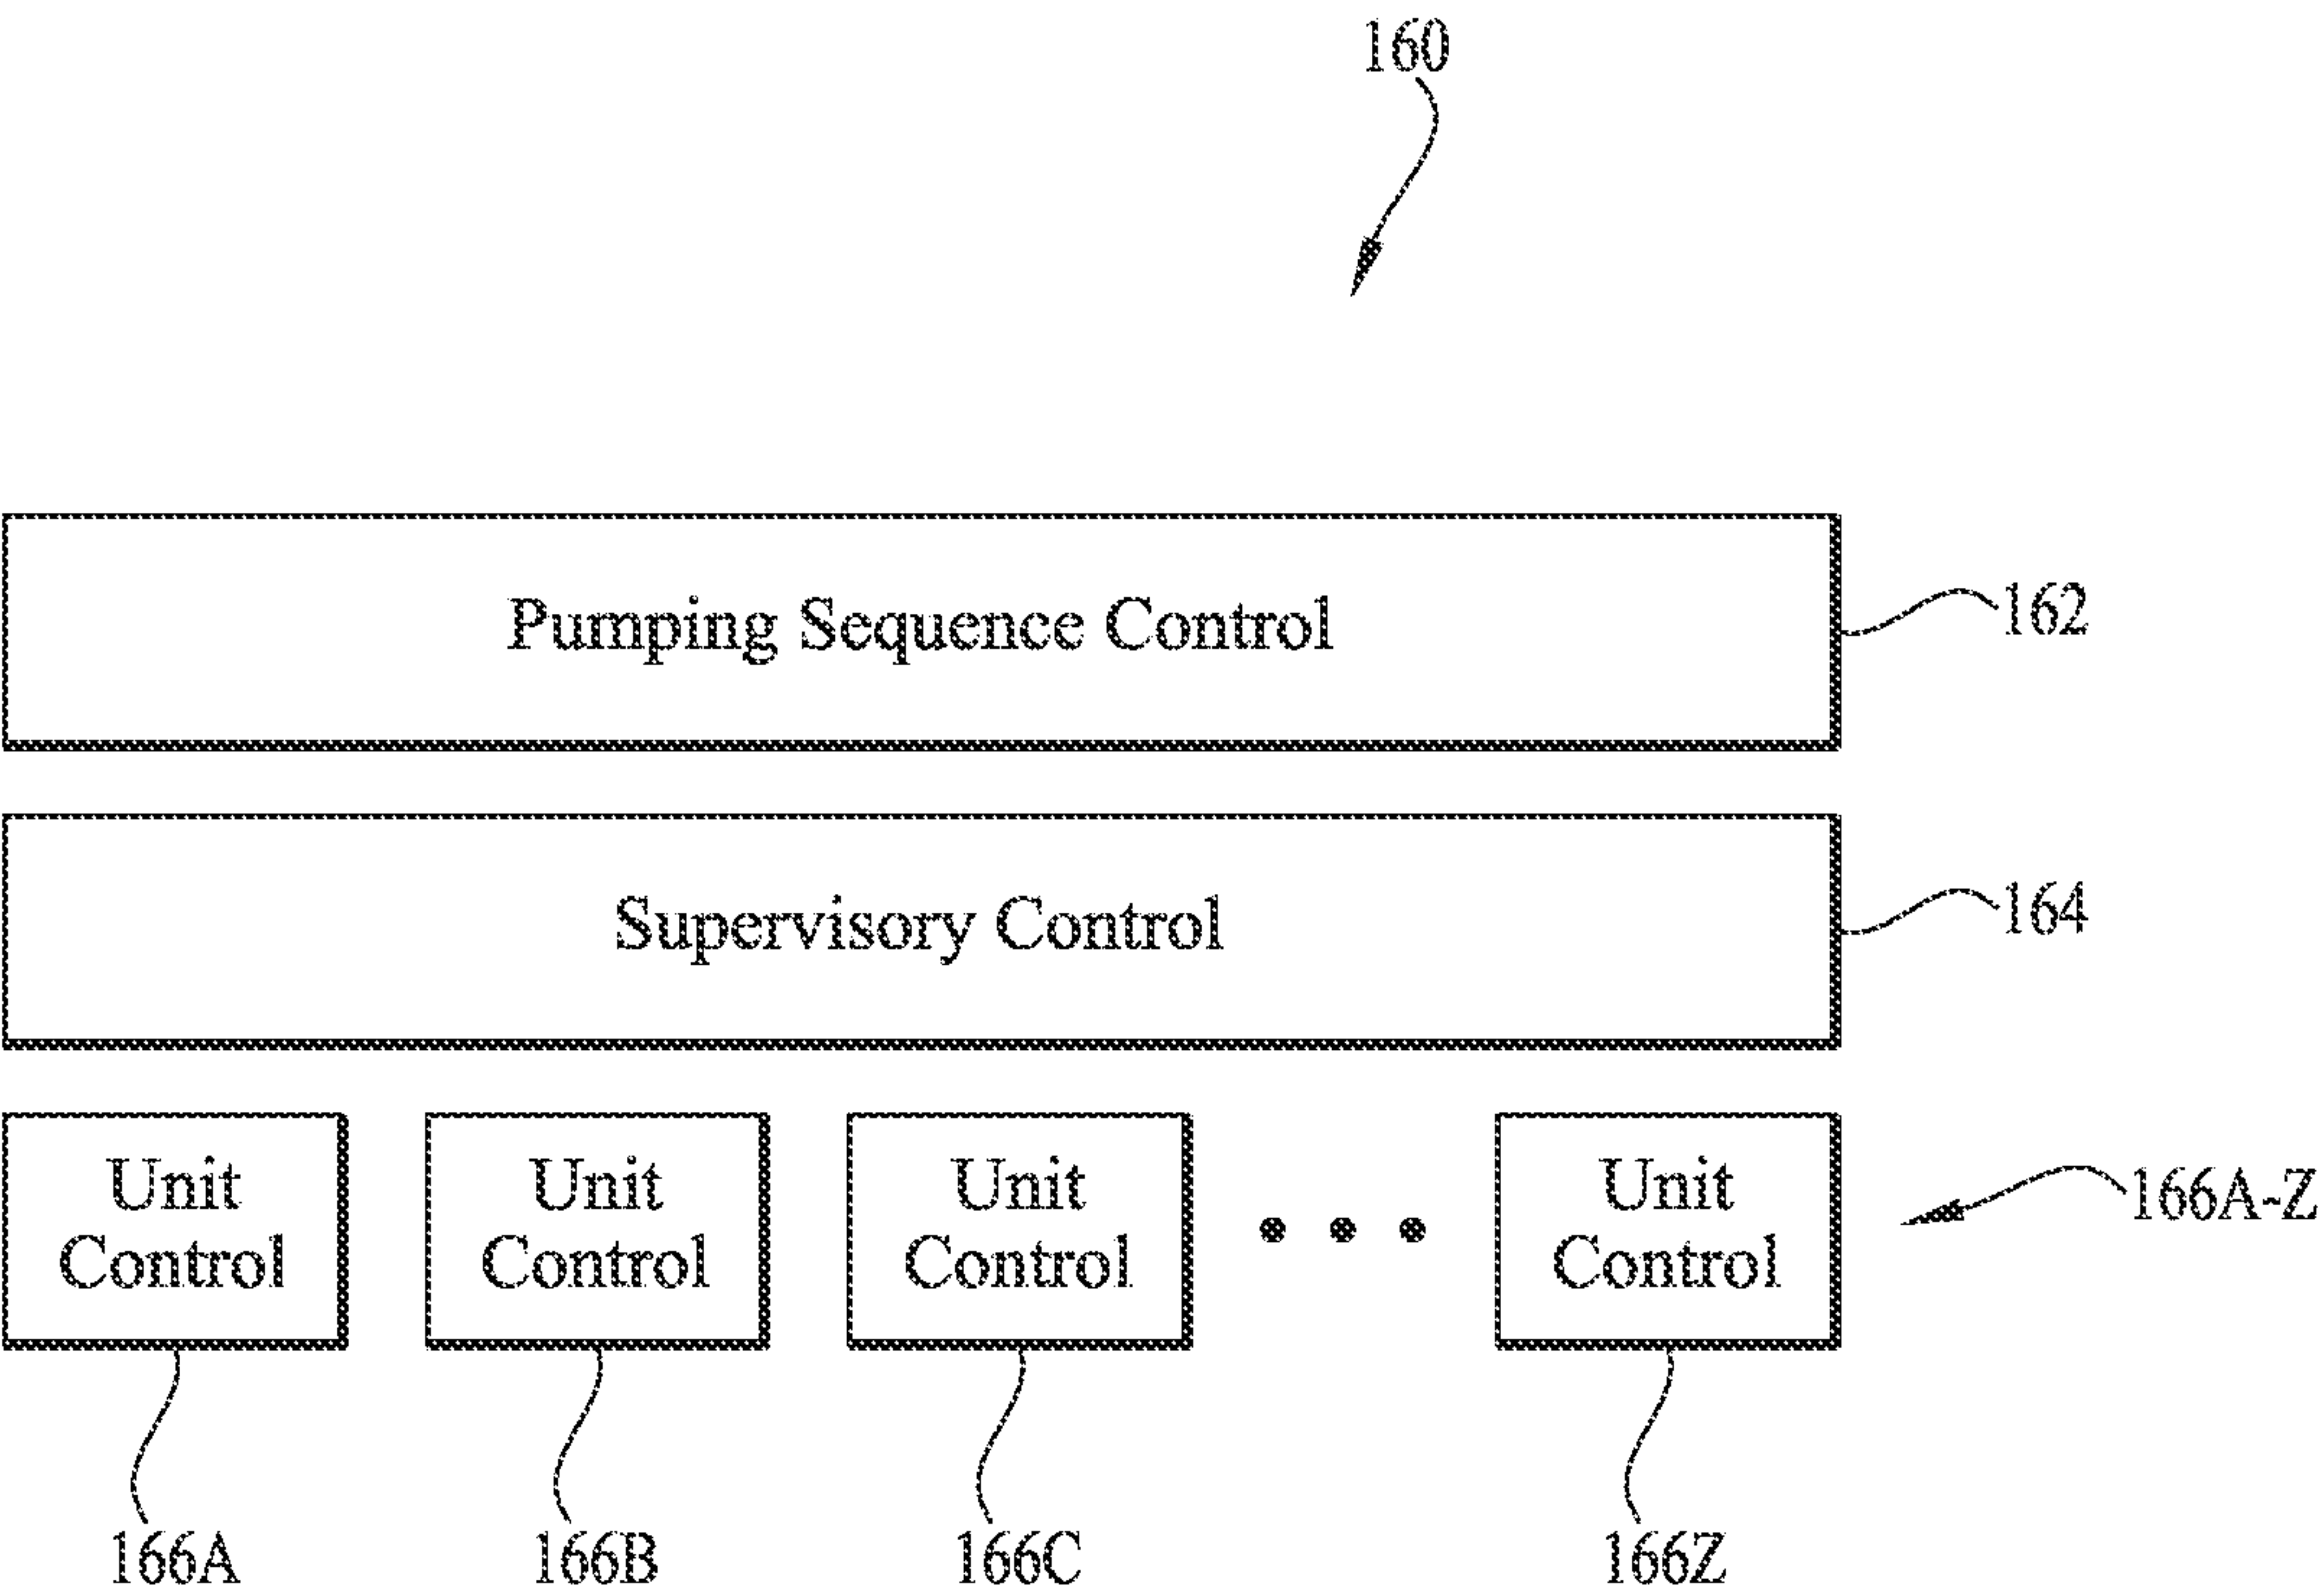 160
Pumping Sequence Control
162
Supervisory Control
164
Unit
Control
Unit
Control
Unit
Control
Unit
Control
166A-Z
166A
166B
166C
166Z